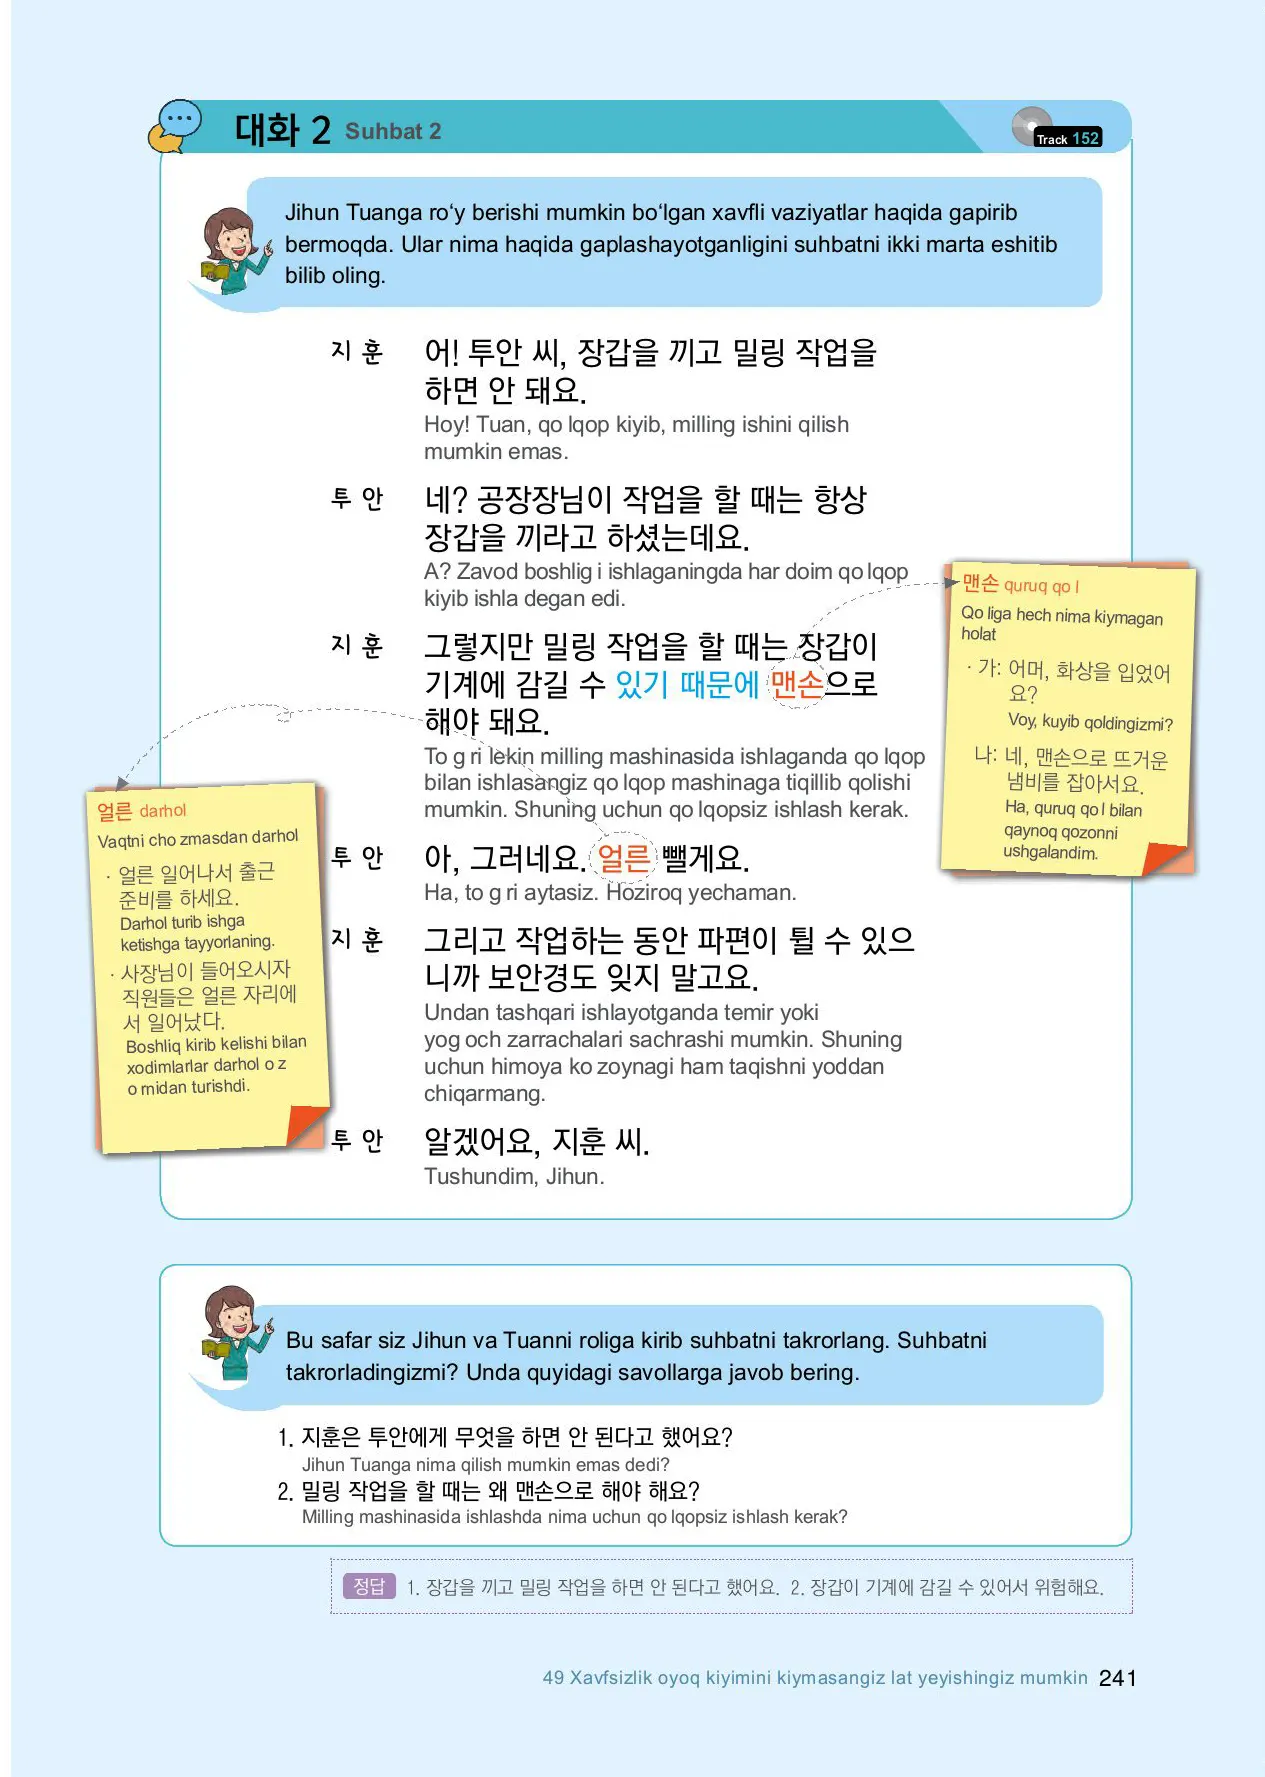 대화 2 Suhbat 2
Track 152
Jihun Tuanga ro‘y berishi mumkin bo‘lgan xavfli vaziyatlar haqida gapirib
bermoqda. Ular nima haqida gaplashayotganligini suhbatni ikki marta eshitib
bilib oling.
지 훈 어! 투안 씨, 장갑을 끼고 밀링 작업을
하면 안 돼요.
Hoy! Tuan, qo lqop kiyib, milling ishini qilish
mumkin emas.
투 안 네? 공장장님이 작업을 할 때는 항상
장갑을 끼라고 하셨는데요.
A? Zavod boshlig i ishlaganingda har doim qo lqop
kiyib ishla degan edi.
지 훈 그렇지만 밀링 작업을 할 때는 장갑이
기계에 감길 수 있기 때문에 맨손으로
해야 돼요.
To g ri lekin milling mashinasida ishlaganda qo lqop
bilan ishlasangiz qo lqop mashinaga tiqillib qolishi
mumkin. Shuning uchun qo lqopsiz ishlash kerak.
투 안 아, 그러네요. 얼른 뺄게요.
Ha, to g ri aytasiz. Hoziroq yechaman.
지 훈 그리고 작업하는 동안 파편이 튈 수 있으
니까 보안경도 잊지 말고요.
Undan tashqari ishlayotganda temir yoki
yog och zarrachalari sachrashi mumkin. Shuning
uchun himoya ko zoynagi ham taqishni yoddan
chiqarmang.
투 안 알겠어요, 지훈 씨.
Tushundim, Jihun.
맨손 quruq qo l
Qo liga hech nima kiymagan
holat
· 가: 어머, 화상을 입었어
요?
Voy, kuyib qoldingizmi?
나: 네, 맨손으로 뜨거운
냄비를 잡아서요.
Ha, quruq qo l bilan
qaynoq qozonni
ushgalandim.
얼른 darhol
Vaqtni cho zmasdan darhol
· 얼른 일어나서 출근
준비를 하세요.
Darhol turib ishga
ketishga tayyorlaning.
· 사장님이 들어오시자
직원들은 얼른 자리에
서 일어났다.
Boshliq kirib kelishi bilan
xodimlarlar darhol o z
o rnidan turishdi.
Bu safar siz Jihun va Tuanni roliga kirib suhbatni takrorlang. Suhbatni
takrorladingizmi? Unda quyidagi savollarga javob bering.
1. 지훈은 투안에게 무엇을 하면 안 된다고 했어요?
Jihun Tuanga nima qilish mumkin emas dedi?
2. 밀링 작업을 할 때는 왜 맨손으로 해야 해요?
Milling mashinasida ishlashda nima uchun qo lqopsiz ishlash kerak?
정답 1. 장갑을 끼고 밀링 작업을 하면 안 된다고 했어요. 2. 장갑이 기계에 감길 수 있어서 위험해요.
49 Xavfsizlik oyoq kiyimini kiymasangiz lat yeyishingiz mumkin 241